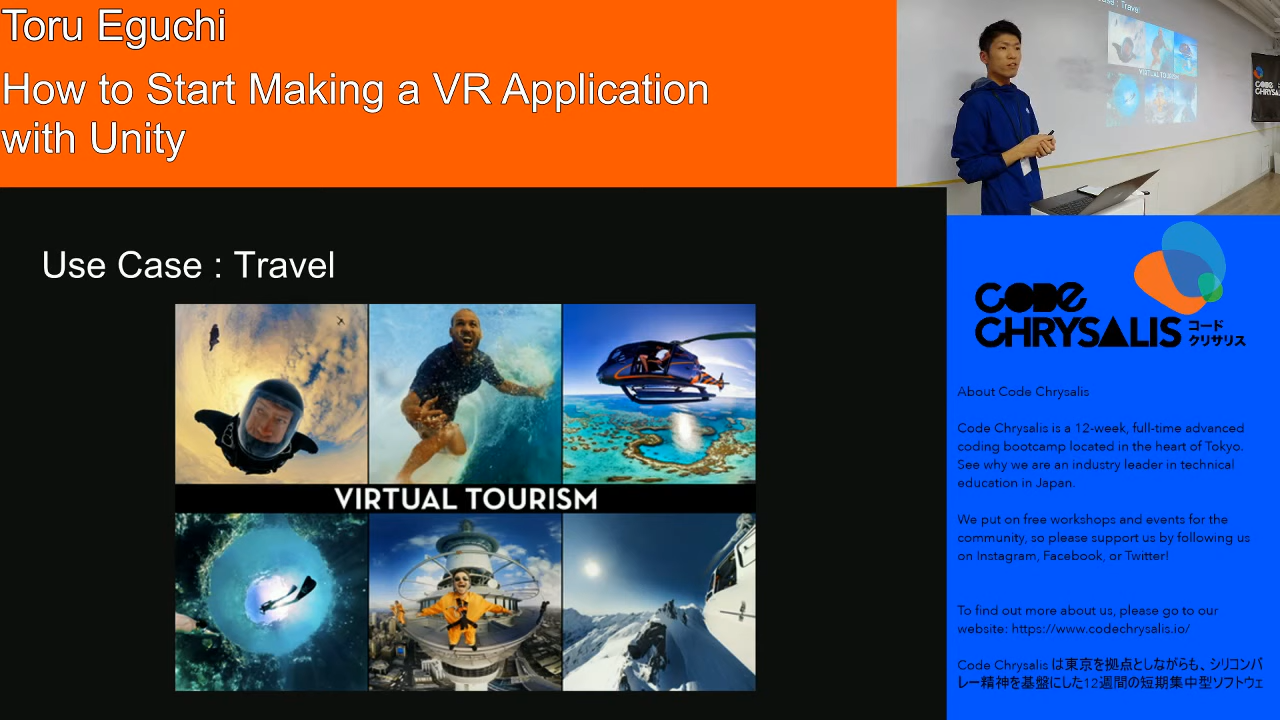 Toru Eguchi
How to Start Making a VR Application
with Unity
Use Case : Travel
VIRTUAL TOURISM
CODE
CHRYSALIS
コード
クリサリス
About Code Chrysalis
Code Chrysalis is a 12-week, full-time advanced
coding bootcamp located in the heart of Tokyo.
See why we are an industry leader in technical
education in Japan.
We put on free workshops and events for the
community, so please support us by following us
on Instagram, Facebook, or Twitter!
To find out more about us, please go to our
website: https://www.codechrysalis.io/
Code Chrysalis は東京を拠点としながらも、シリコンバ
レー精神を基盤にした12週間の短期集中型ソフトウェ